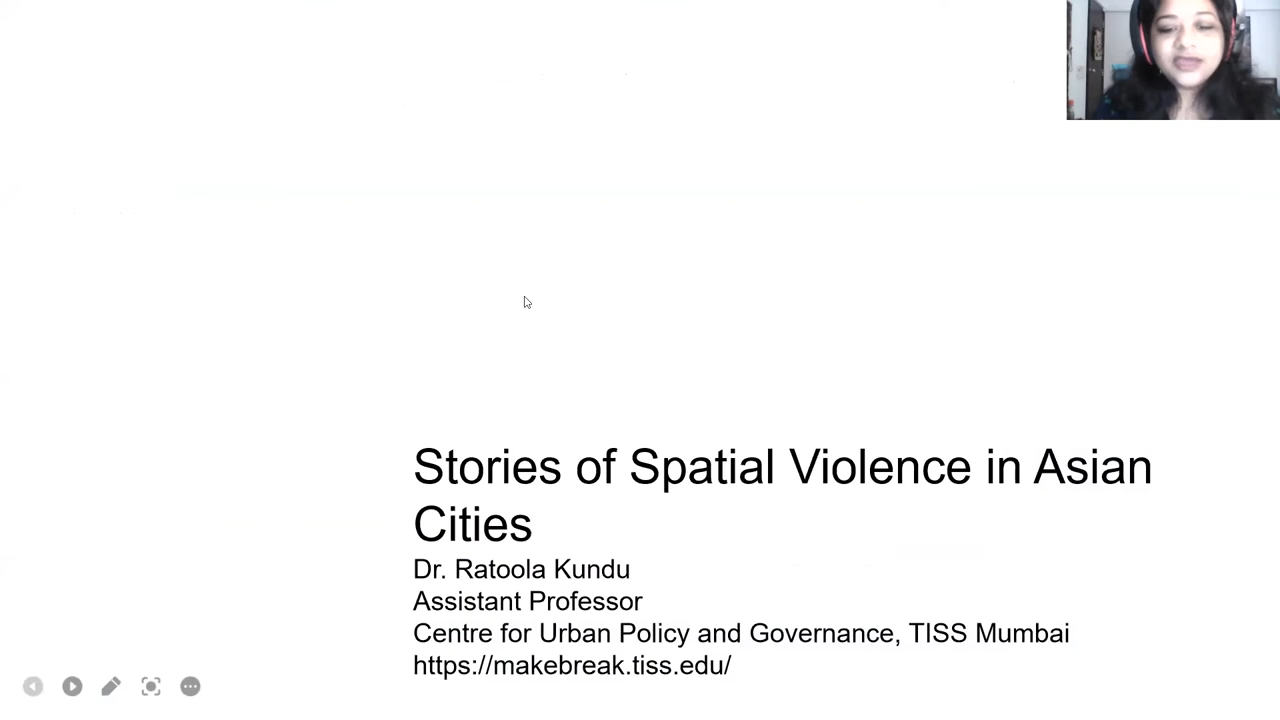 Stories of Spatial Violence in Asian
Cities
Dr. Ratoola Kundu
Assistant Professor
Centre for Urban Policy and Governance, TISS Mumbai
https://makebreak.tiss.edu/